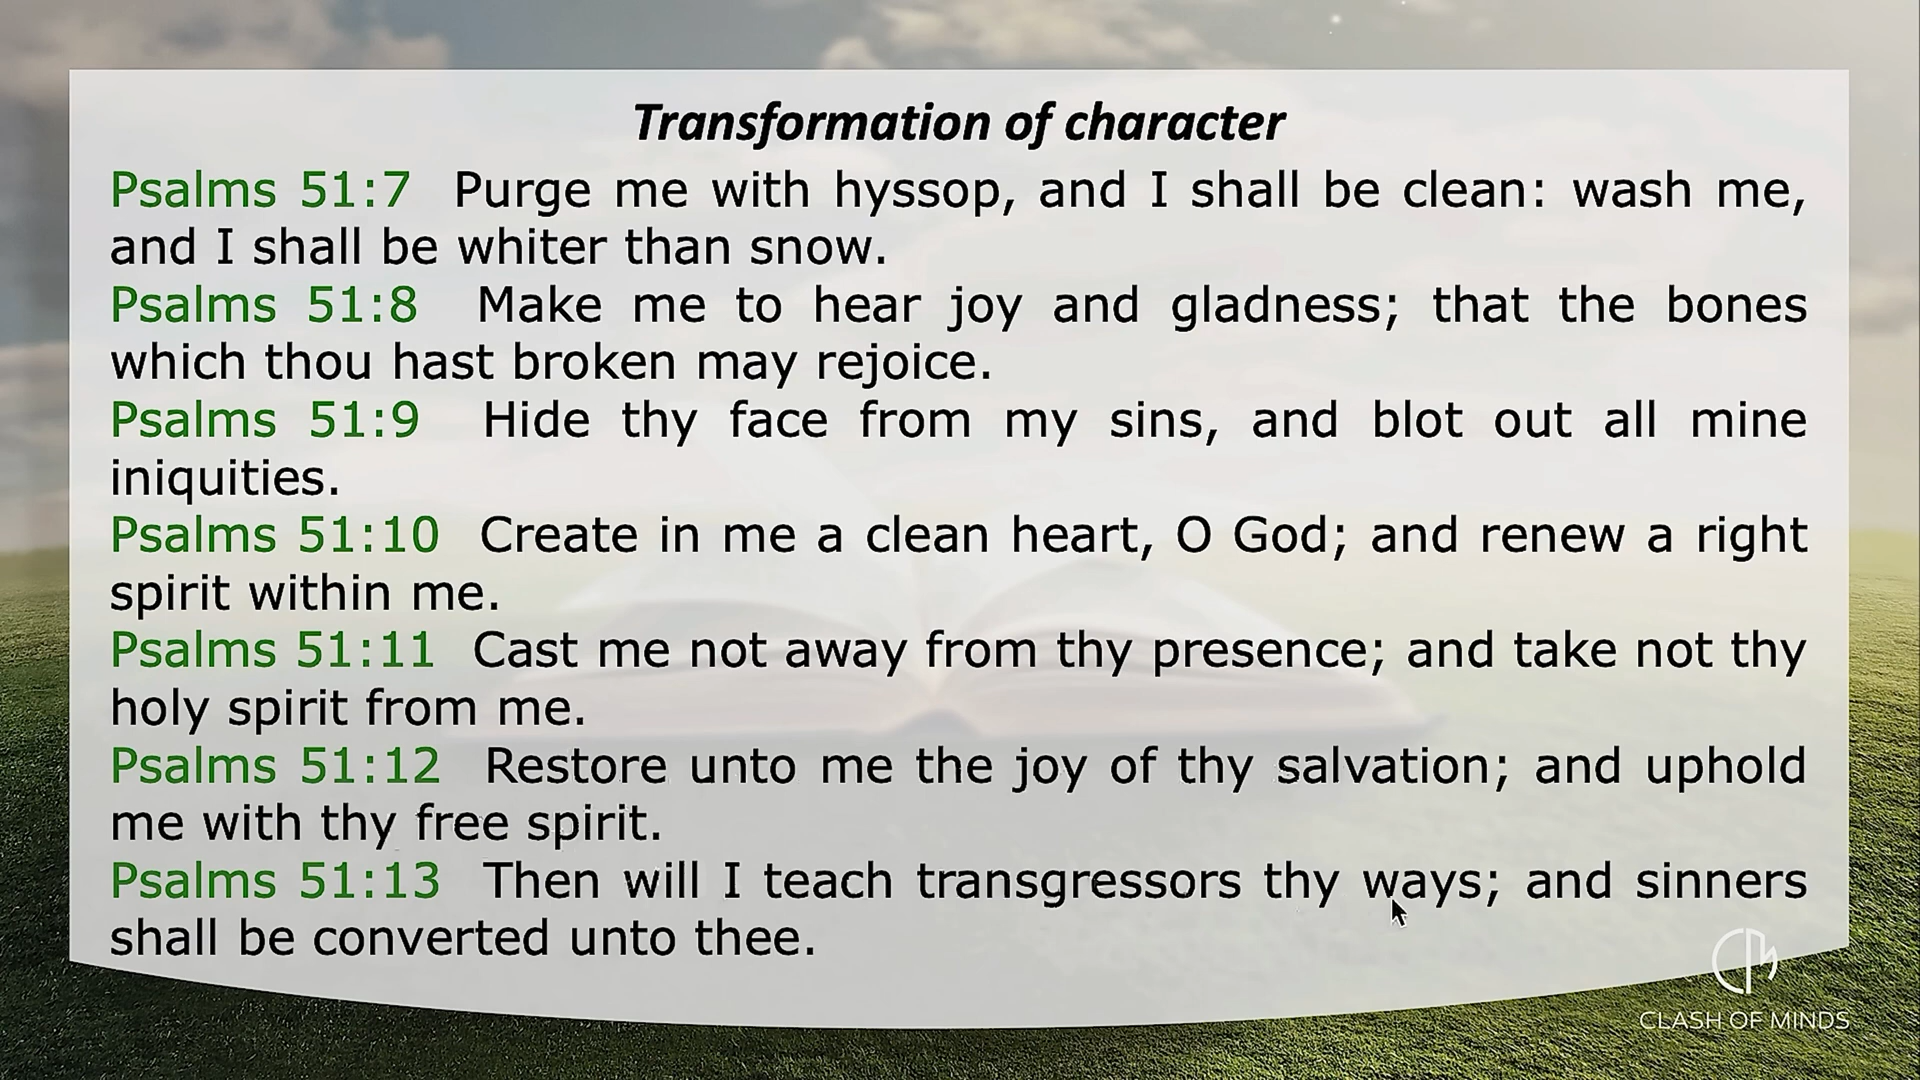 Transformation of character
Psalms 51:7 Purge me with hyssop, and I shall be clean: wash me,
and I shall be whiter than snow.
Psalms 51:8 Make me to hear joy and gladness; that the bones
which thou hast broken may rejoice.
Psalms 51:9 Hide thy face from my sins, and blot out all mine
iniquities.
Psalms 51:10 Create in me a clean heart, O God; and renew a right
spirit within me.
Psalms 51:11 Cast me not away from thy presence; and take not thy
holy spirit from me.
Psalms 51:12 Restore unto me the joy of thy salvation; and uphold
me with thy free spirit.
Psalms 51:13 Then will I teach transgressors thy ways; and sinners
shall be converted unto thee.
CLASH OF MINDS